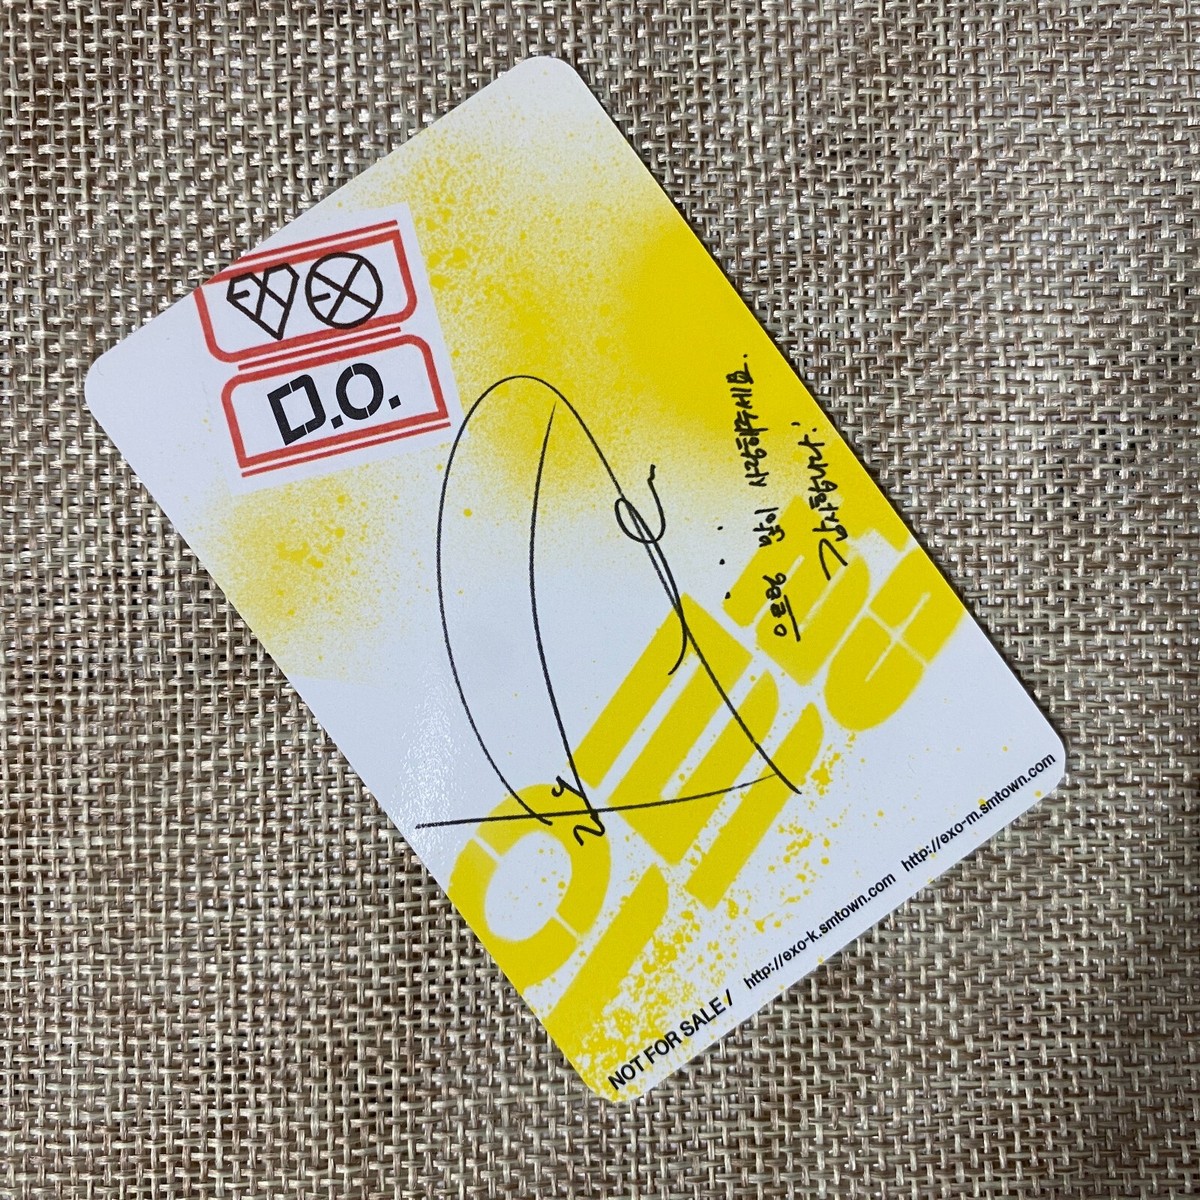 EXO
D.O.
으르렁 많이 사랑해주세요.
감사합니다!
NOT FOR SALE / http://exo-k.smtown.com http://exo-m.smtown.com